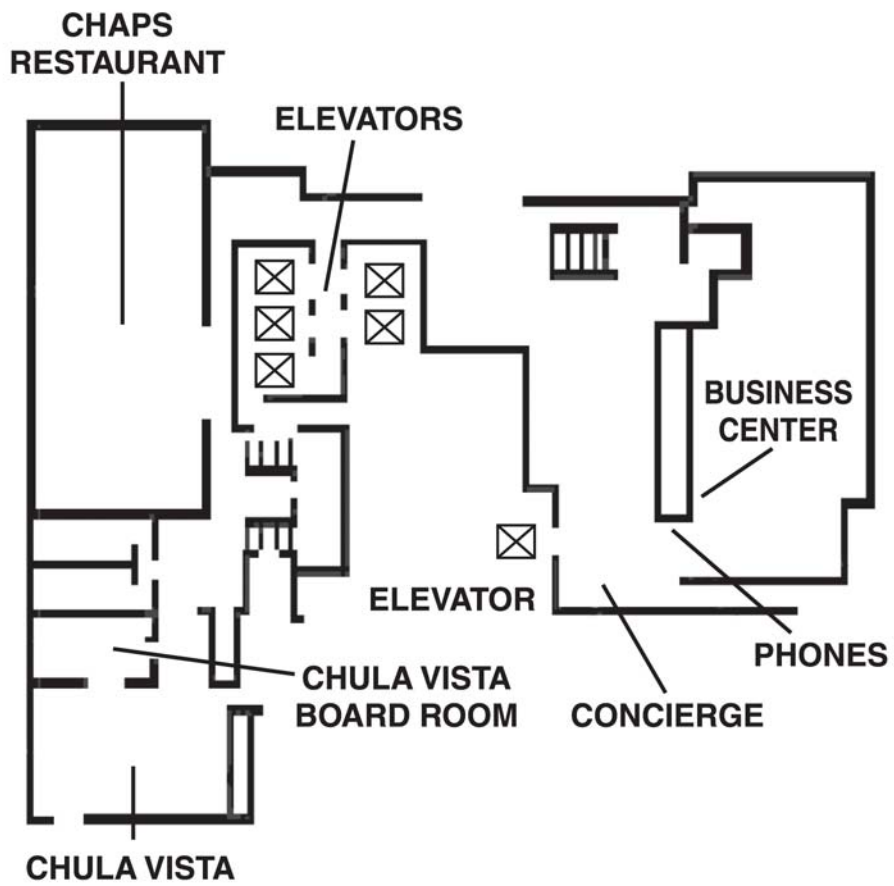 CHAPS
RESTAURANT
ELEVATORS
BUSINESS
CENTER
ELEVATOR
PHONES
CHULA VISTA
BOARD ROOM
CONCIERGE
CHULA VISTA